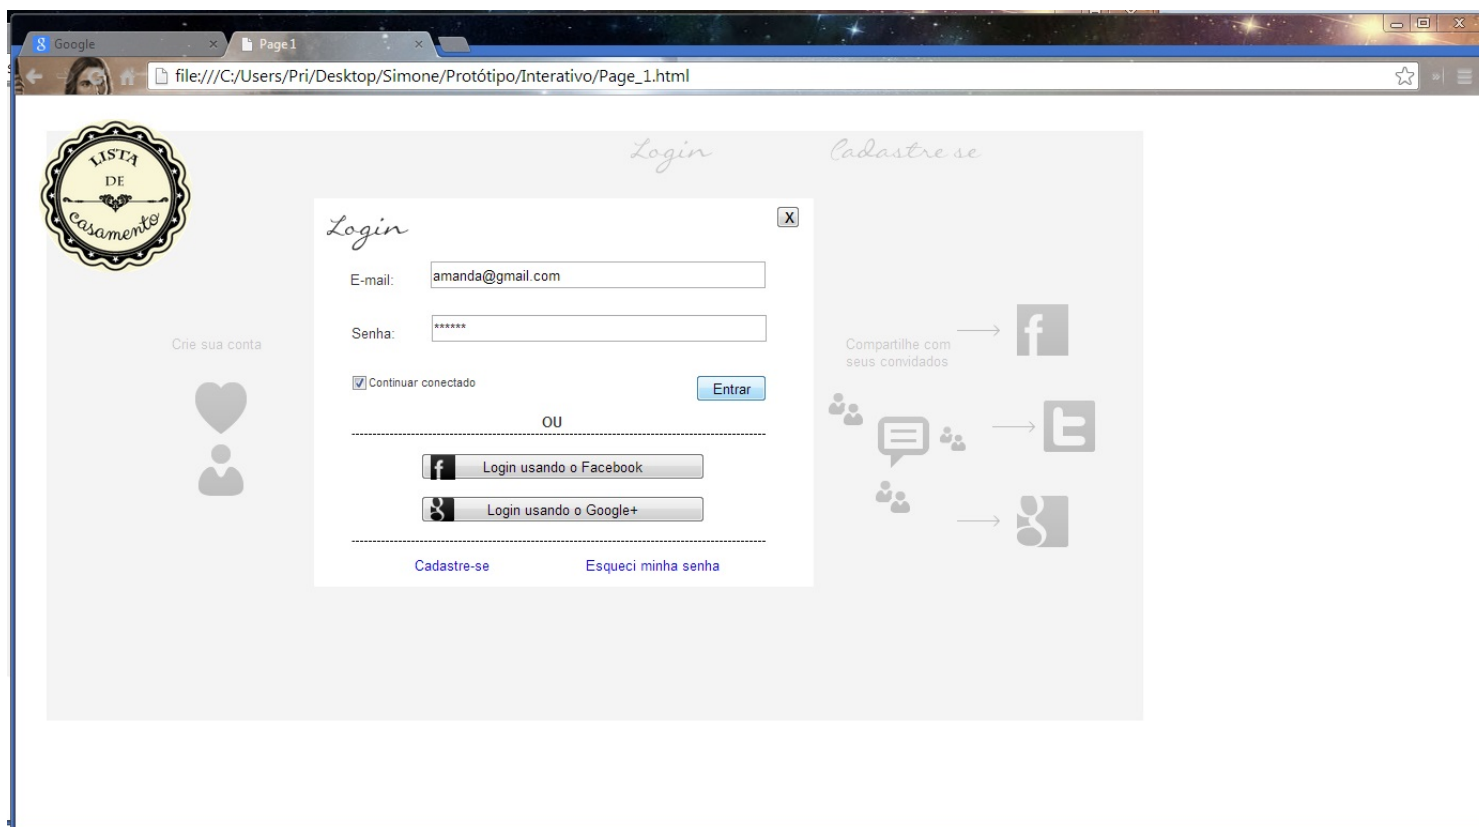 Google
Page 1
file:///C:/Users/Pri/Desktop/Simone/Protótipo/Interativo/Page_1.html
LISTA
DE
casamento
Login
Cadastre se
Login
X
E-mail:
amanda@gmail.com
Senha:
******
Continuar conectado
Entrar
OU
Login usando o Facebook
Login usando o Google+
Cadastre-se
Esqueci minha senha
Crie sua conta
Compartilhe com
seus convidados